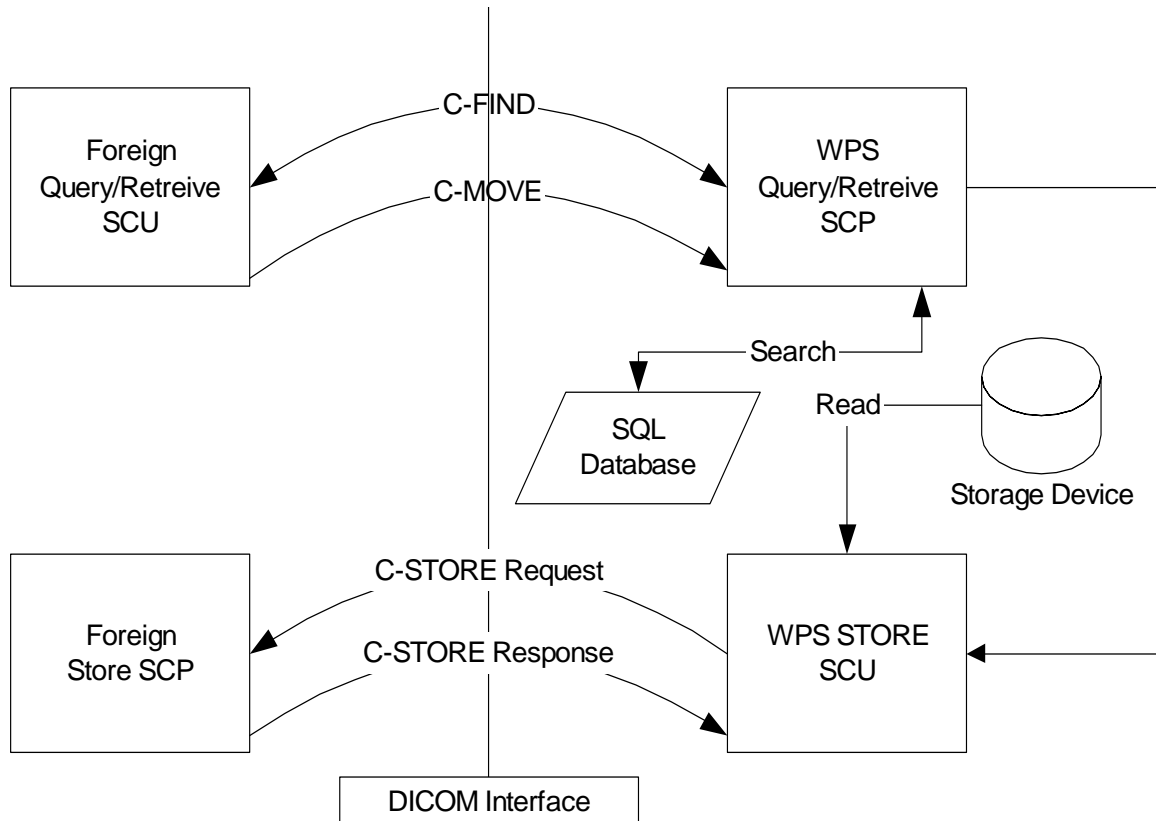 C-FIND
Foreign
Query/Retreive
SCU
WPS
Query/Retreive
SCP
C-MOVE
Search
Read
SQL
Database
Storage Device
C-STORE Request
Foreign
Store SCP
WPS STORE
SCU
C-STORE Response
DICOM Interface